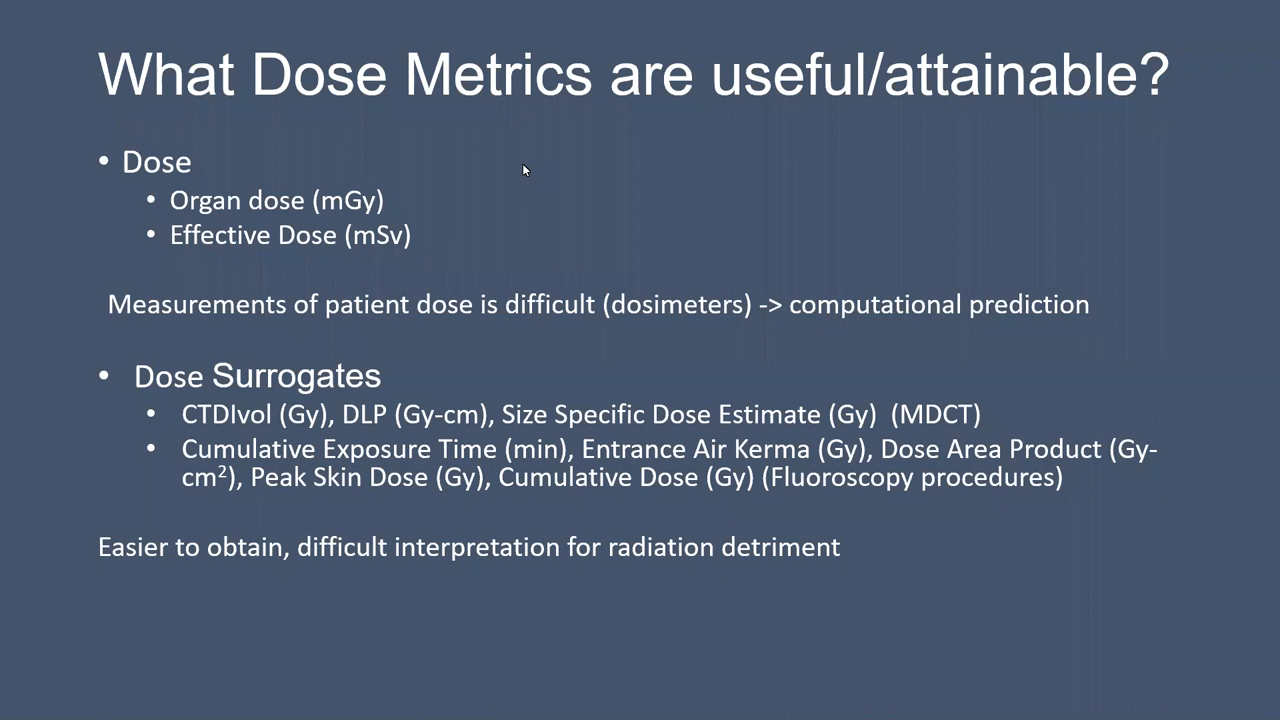 What Dose Metrics are useful/attainable?
• Dose
• Organ dose (mGy)
• Effective Dose (mSv)
Measurements of patient dose is difficult (dosimeters) -> computational prediction
• Dose Surrogates
• CTDIvol (Gy), DLP (Gy-cm), Size Specific Dose Estimate (Gy) (MDCT)
• Cumulative Exposure Time (min), Entrance Air Kerma (Gy), Dose Area Product (Gy-
cm²), Peak Skin Dose (Gy), Cumulative Dose (Gy) (Fluoroscopy procedures)
Easier to obtain, difficult interpretation for radiation detriment